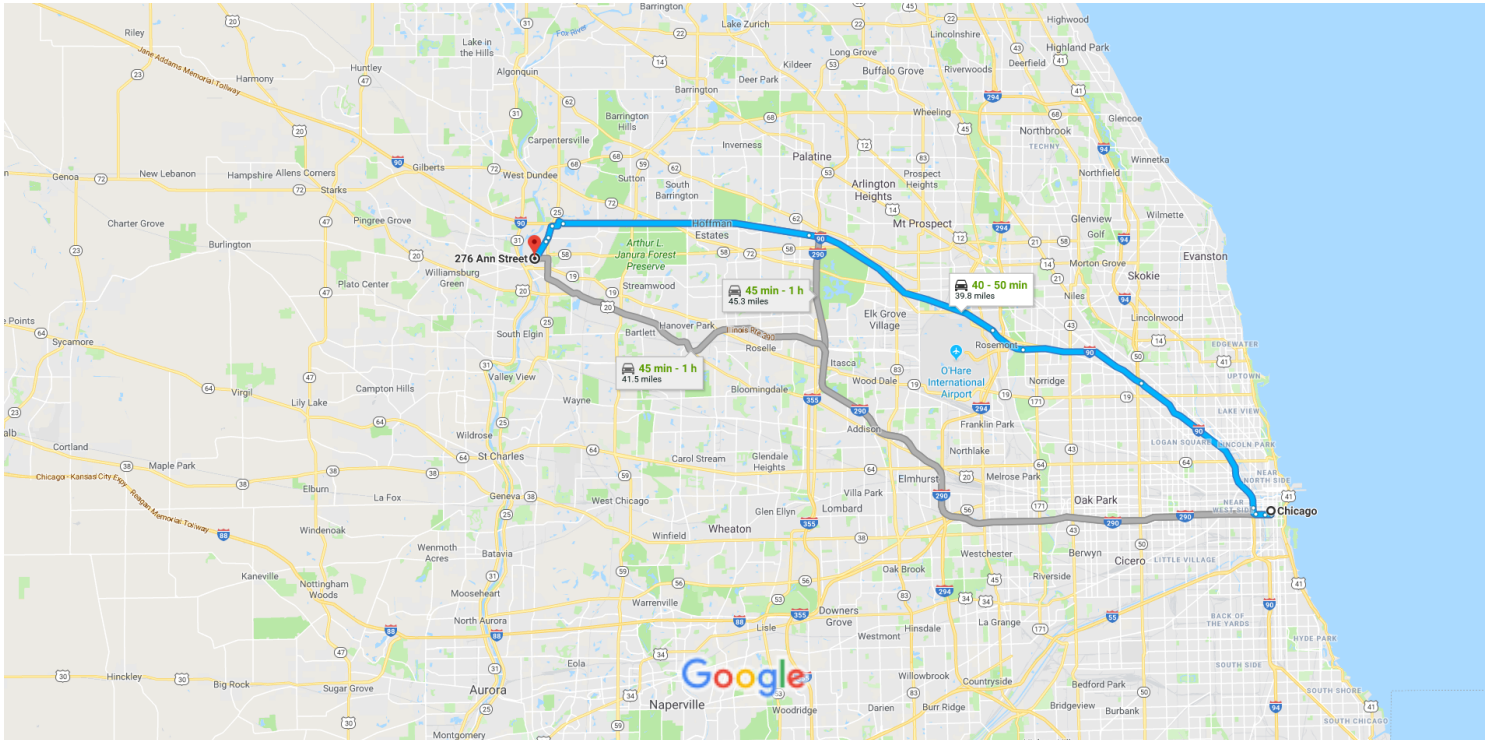 Barrington
Highwood
Riley
Lake in
the Hills
Fox River
Lake Zurich
Lincolnshire
Highland Park
Jane Addams Memorial Tollway
Huntley
Algonquin
Kildeer
Long Grove
Buffalo Grove
Riverwoods
Deerfield
Harmony
Deer Park
Barrington
Barrington
Hills
Wheeling
Northbrook
TECHNY
Glencoe
Carpentersville
Inverness
Palatine
Winnetka
Genoa
New Lebanon
Hampshire
Allens Corners
Gilberts
West Dundee
Sutton
South
Barrington
Prospect
Heights
Northfield
Starks
Arlington
Heights
Charter Grove
Pingree Grove
Hoffman
Estates
Mt Prospect
Glenview
Golf
Wilmette
Burlington
Arthur L.
Janura Forest
Preserve
276 Ann Street
Morton Grove
Evanston
Skokie
Williamsburg
Green
Plato Center
Streamwood
45 min - 1 h
45.3 miles
40 - 50 min
39.8 miles
Niles
Lincolnwood
Elk Grove
Village
South Elgin
Bartlett
Hanover Park
Illinois Rte 390
Roselle
Rosemont
EDGEWATER
Sycamore
45 min - 1 h
41.5 miles
Itasca
Wood Dale
O'Hare
International
Airport
Norridge
UPTOWN
Valley View
Campton Hills
Bloomingdale
Virgil
Lily Lake
Wayne
LAKE VIEW
Addison
Franklin Park
Cortland
Wildrose
LOGAN SQUARE
LINCOLN PARK
Maple Park
St Charles
Carol Stream
Glendale
Heights
Northlake
Chicago - Kansas City Expy - Reagan Memorial Tollway
Elburn
La Fox
Geneva
West Chicago
Villa Park
Elmhurst
Melrose Park
NEAR
NORTH SIDE
Oak Park
Glen Ellyn
Lombard
NEAR
WEST SIDE
Chicago
Windenoak
Wheaton
Winfield
Wenmoth
Acres
Batavia
Westchester
Berwyn
Cicero
LITTLE VILLAGE
Oak Brook
Riverside
Kaneville
Nottingham
Woods
Mooseheart
Warrenville
Downers
Grove
North Aurora
Lisle
Hinsdale
La Grange
BACK OF
THE YARDS
Westmont
HYDE PARK
Eola
Google
SOUTH SIDE
Hinckley
Big Rock
Sugar Grove
Aurora
Naperville
Willowbrook
Countryside
Bedford Park
SOUTH SHORE
Woodridge
Darien
Burr Ridge
Bridgeview
Burbank
SOUTH CHICAGO
Montgomery